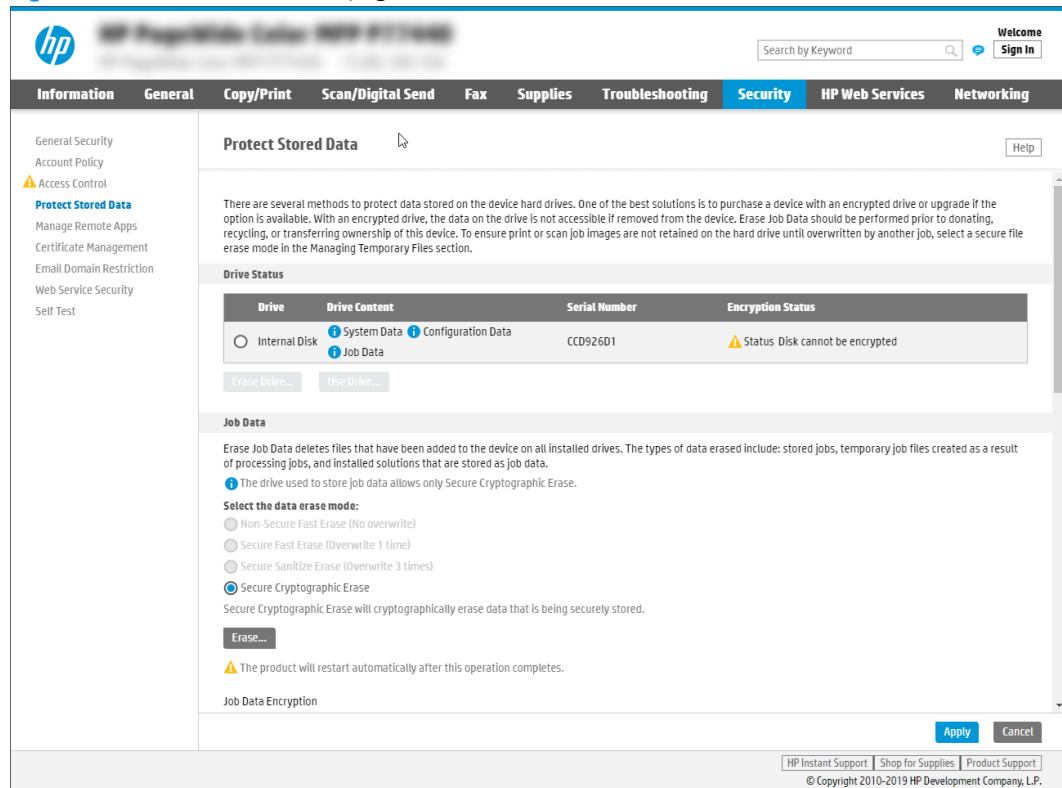 hp
Welcome
Search by Keyword
Sign In
Information General Copy/Print Scan/Digital Send Fax Supplies Troubleshooting Security HP Web Services Networking
General Security
Account Policy
Access Control
Protect Stored Data
Manage Remote Apps
Certificate Management
Email Domain Restriction
Web Service Security
Self Test
Protect Stored Data
Help
There are several methods to protect data stored on the device hard drives. One of the best solutions is to purchase a device with an encrypted drive or upgrade if the
option is available. With an encrypted drive, the data on the drive is not accessible if removed from the device. Erase Job Data should be performed prior to donating,
recycling, or transferring ownership of this device. To ensure print or scan job images are not retained on the hard drive until overwritten by another job, select a secure file
erase mode in the Managing Temporary Files section.
Drive Status
Drive Drive Content Serial Number Encryption Status
Internal Disk System Data Configuration Data CCD926D1 Status Disk cannot be encrypted
Job Data
Erase Drive... Use Drive...
Job Data
Erase Job Data deletes files that have been added to the device on all installed drives. The types of data erased include: stored jobs, temporary job files created as a result
of processing jobs, and installed solutions that are stored as job data.
The drive used to store job data allows only Secure Cryptographic Erase.
Select the data erase mode:
Non-Secure Fast Erase (No overwrite)
Secure Fast Erase (Overwrite 1 time)
Secure Sanitize Erase (Overwrite 3 times)
Secure Cryptographic Erase
Secure Cryptographic Erase will cryptographically erase data that is being securely stored.
Erase...
The product will restart automatically after this operation completes.
Job Data Encryption
Apply Cancel
HP Instant Support Shop for Supplies Product Support
© Copyright 2010-2019 HP Development Company, L.P.